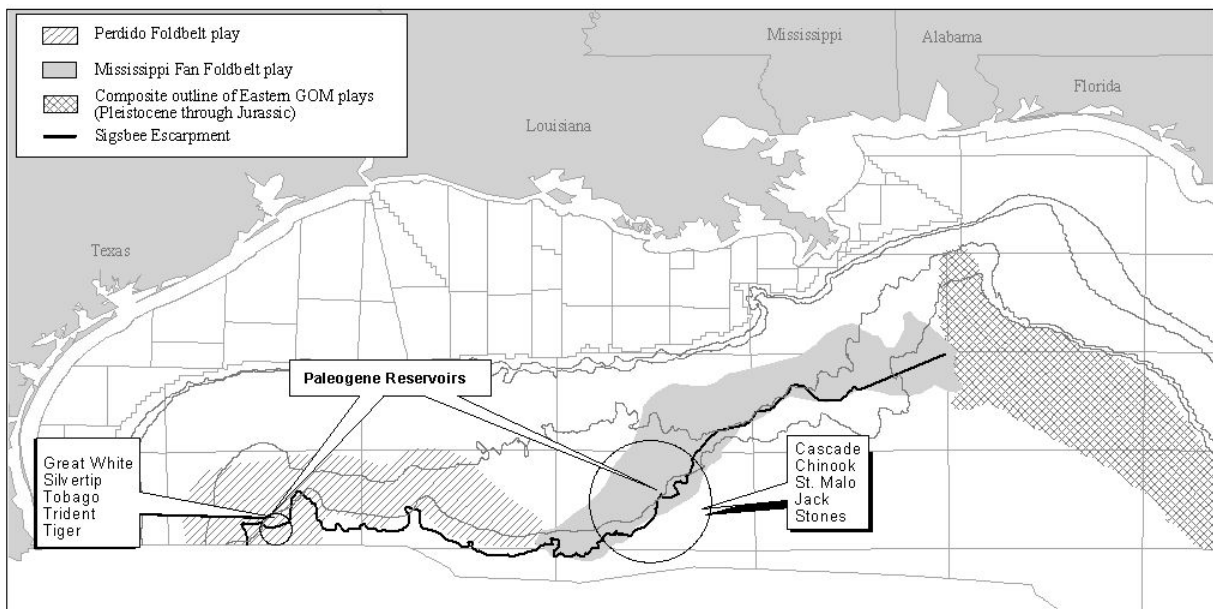 Perdido Foldbelt play
Mississippi Fan Foldbelt play
Composite outline of Eastern GOM plays
(Pleistocene through Jurassic)
Sigsbee Escarpment
Mississippi
Alabama
Florida
Louisiana
Texas
Paleogene Reservoirs
Great White
Silvertip
Tobago
Trident
Tiger
Cascade
Chinook
St. Malo
Jack
Stones